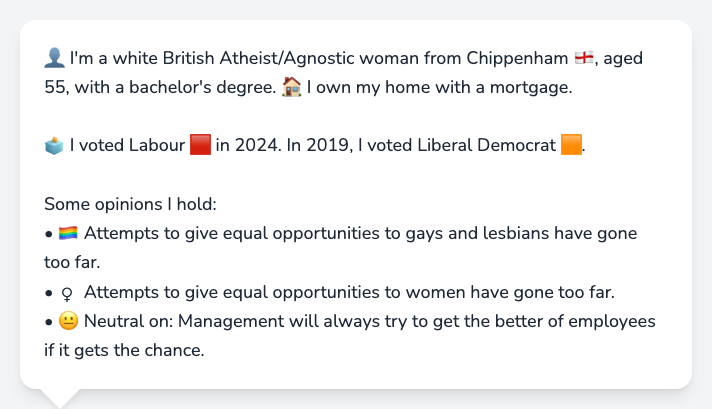 👤 I'm a white British Atheist/Agnostic woman from Chippenham 🏴󠁧󠁢󠁥󠁮󠁧󠁿, aged
55, with a bachelor's degree. 🏠 I own my home with a mortgage.
🗳️ I voted Labour 🟥 in 2024. In 2019, I voted Liberal Democrat 🟧.
Some opinions I hold:
• 🏳️‍🌈 Attempts to give equal opportunities to gays and lesbians have gone
too far.
• ♀ Attempts to give equal opportunities to women have gone too far.
• 😐 Neutral on: Management will always try to get the better of employees
if it gets the chance.